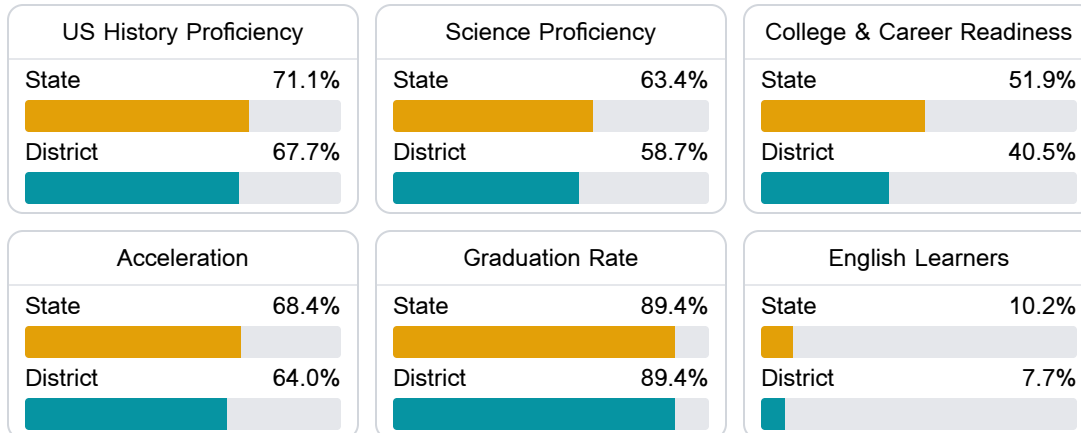 US History Proficiency
State 71.1%
District 67.7%
Science Proficiency
State 63.4%
District 58.7%
College & Career Readiness
State 51.9%
District 40.5%
Acceleration
State 68.4%
District 64.0%
Graduation Rate
State 89.4%
District 89.4%
English Learners
State 10.2%
District 7.7%